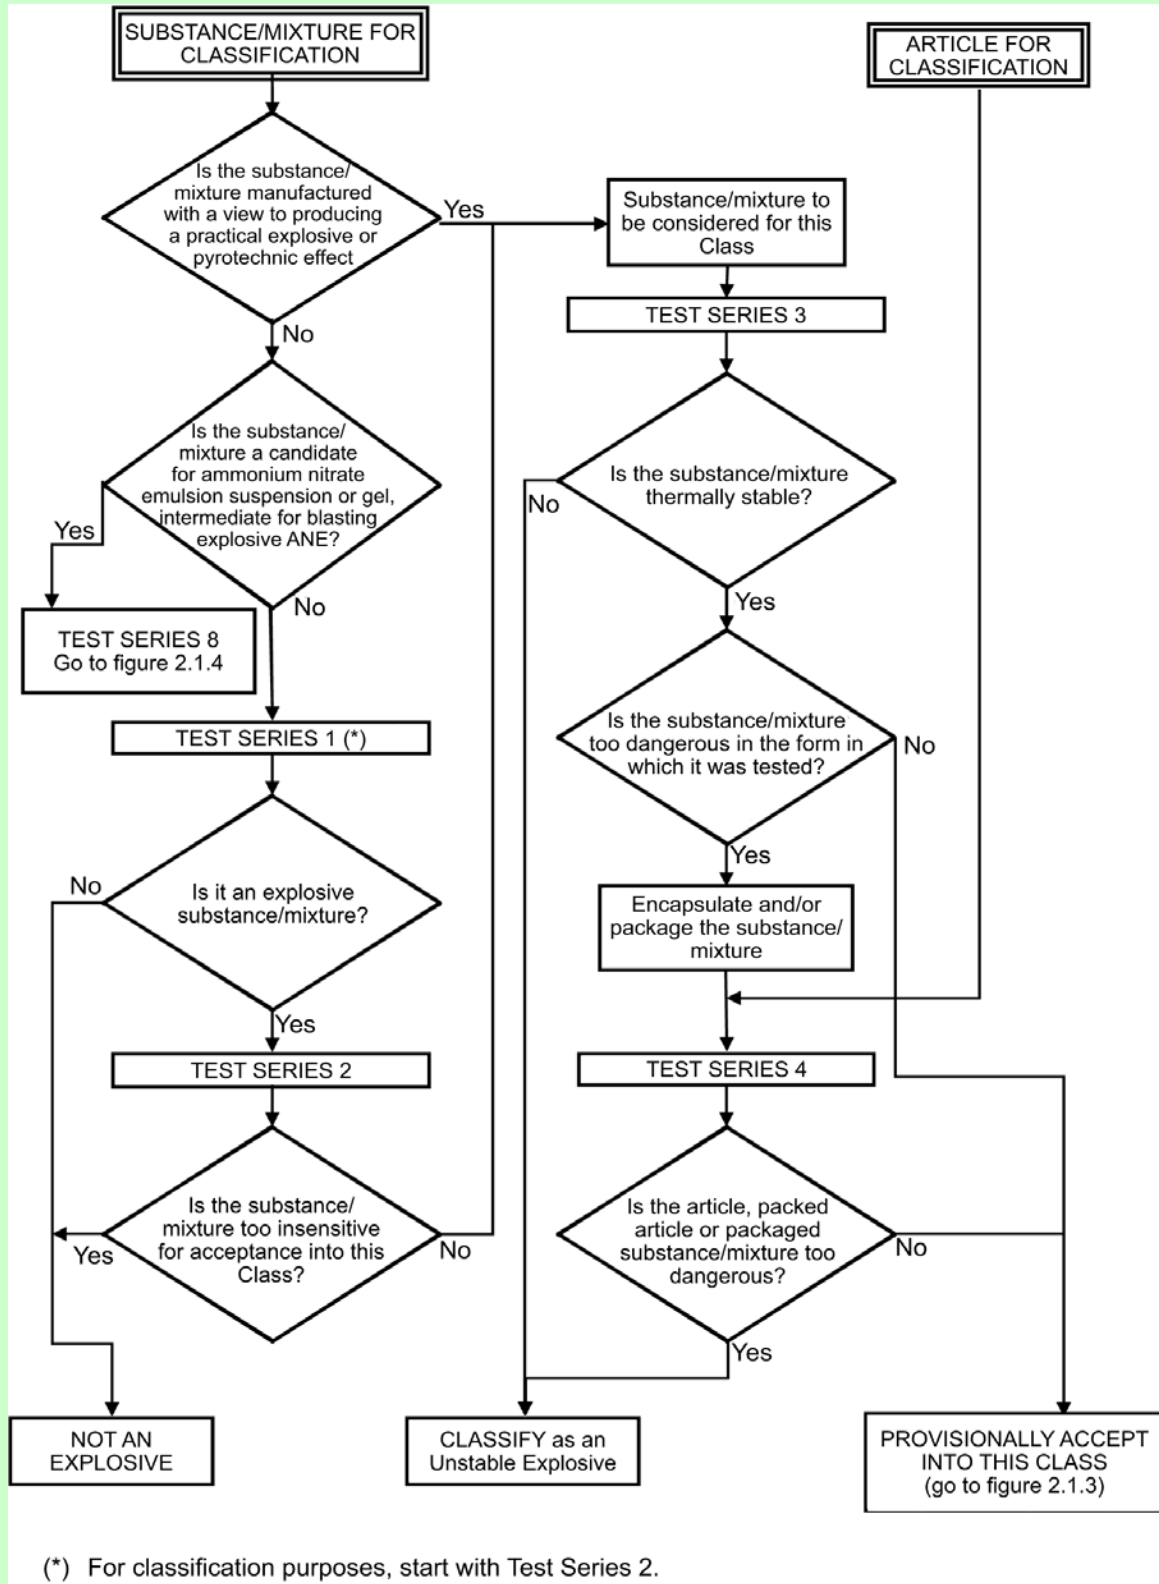 SUBSTANCE/MIXTURE FOR
CLASSIFICATION
ARTICLE FOR
CLASSIFICATION
Is the substance/
mixture manufactured
with a view to producing
a practical explosive or
pyrotechnic effect
Yes
No
Substance/mixture to
be considered for this
Class
TEST SERIES 3
Is the substance/
mixture a candidate
for ammonium nitrate
emulsion suspension or gel,
intermediate for blasting
explosive ANE?
Yes
No
TEST SERIES 8
Go to figure 2.1.4
Is the substance/mixture
thermally stable?
No
Yes
TEST SERIES 1 (*)
Is the substance/mixture
too dangerous in the form in
which it was tested?
No
Yes
Is it an explosive
substance/mixture?
No
Yes
Encapsulate and/or
package the substance/
mixture
TEST SERIES 2
TEST SERIES 4
Is the substance/
mixture too insensitive
for acceptance into this
Class?
Yes
No
Is the article, packed
article or packaged
substance/mixture too
dangerous?
No
Yes
NOT AN
EXPLOSIVE
CLASSIFY as an
Unstable Explosive
PROVISIONALLY ACCEPT
INTO THIS CLASS
(go to figure 2.1.3)
(*) For classification purposes, start with Test Series 2.